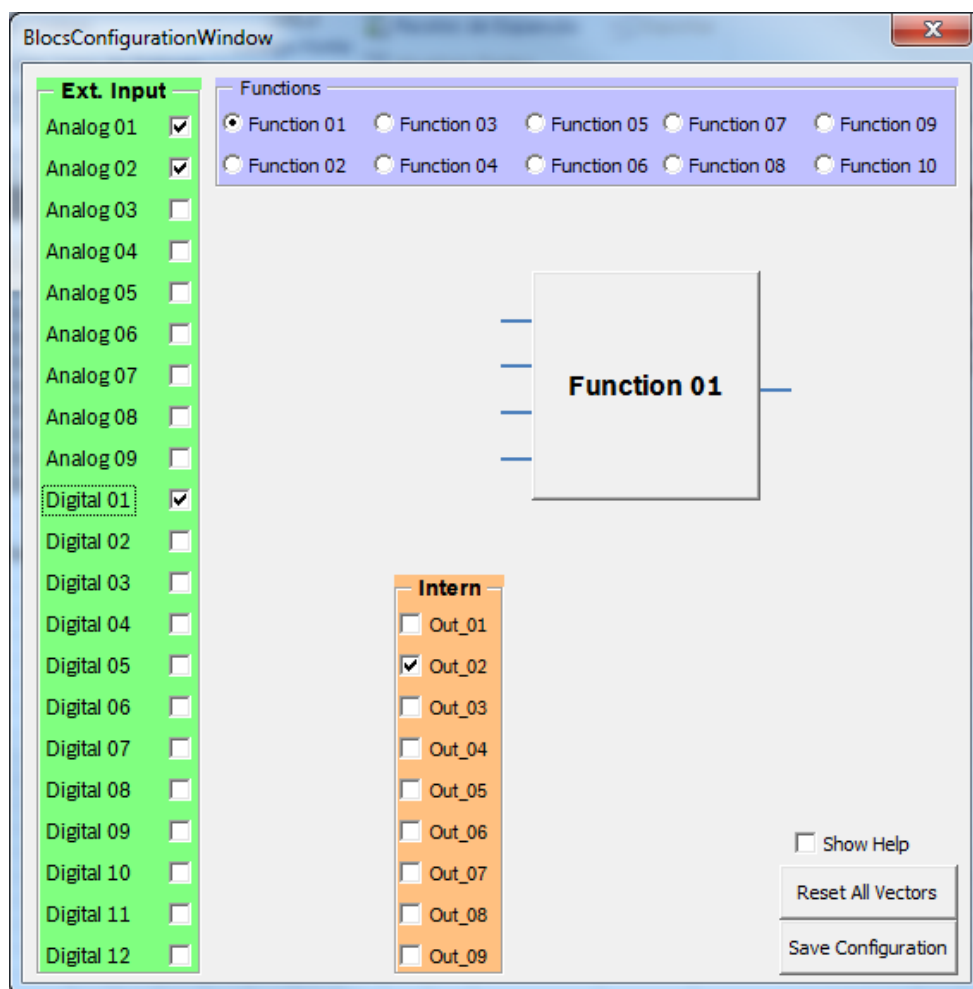 BlocsConfigurationWindow
Ext. Input
Analog 01
Analog 02
Analog 03
Analog 04
Analog 05
Analog 06
Analog 07
Analog 08
Analog 09
Digital 01
Digital 02
Digital 03
Digital 04
Digital 05
Digital 06
Digital 07
Digital 08
Digital 09
Digital 10
Digital 11
Digital 12
Functions
Function 01 Function 03 Function 05 Function 07 Function 09
Function 02 Function 04 Function 06 Function 08 Function 10
Function 01
Intern
Out_01
Out_02
Out_03
Out_04
Out_05
Out_06
Out_07
Out_08
Out_09
Show Help
Reset All Vectors
Save Configuration